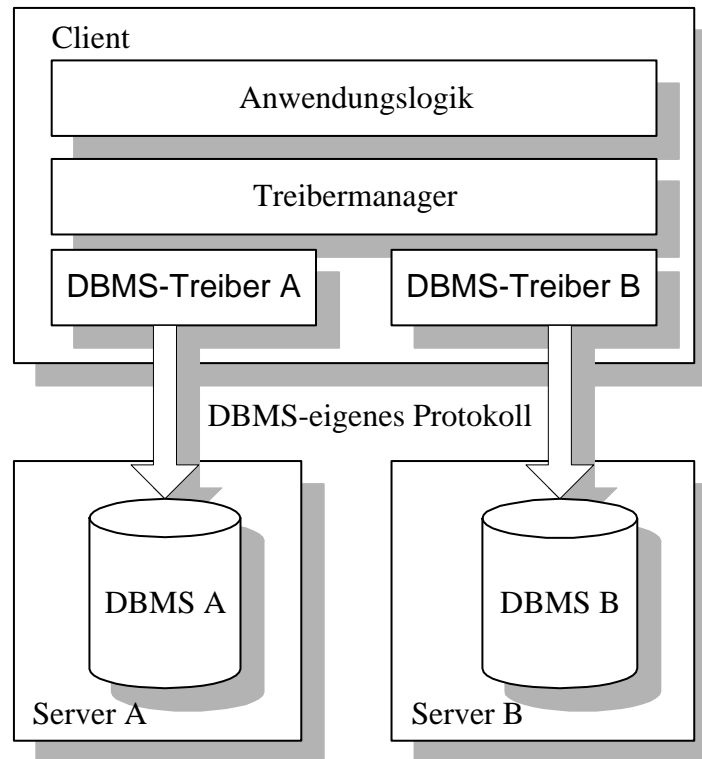 Client
Anwendungslogik
Treibermanager
DBMS-Treiber A
DBMS-Treiber B
DBMS-eigenes Protokoll
DBMS A
DBMS B
Server A
Server B